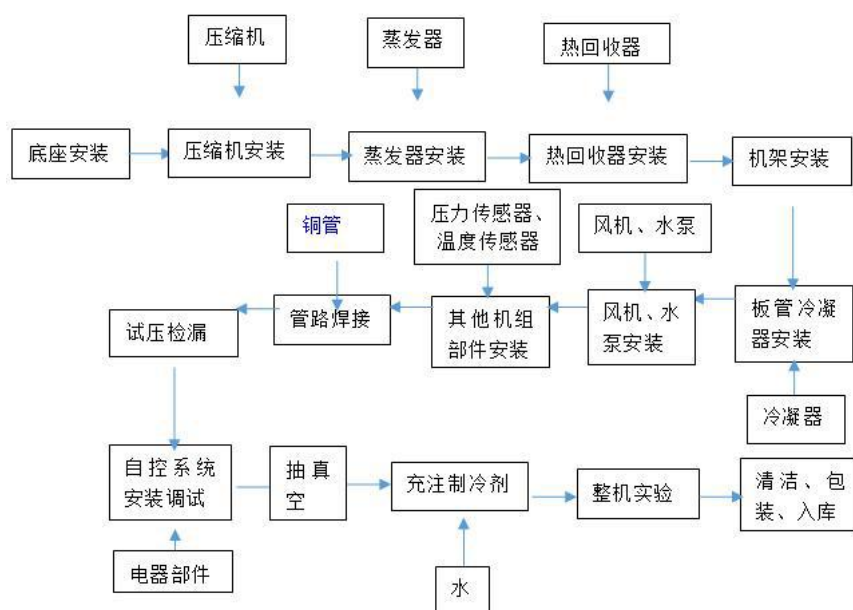 压缩机
蒸发器
热回收器
底座安装
压缩机安装
蒸发器安装
热回收器安装
机架安装
铜管
压力传感器、
温度传感器
风机、水泵
试压检漏
管路焊接
其他机组
部件安装
风机、水
泵安装
板管冷凝
器安装
冷凝器
自控系统
安装调试
抽真
空
充注制冷剂
整机实验
清洁、包
装、入库
电器部件
水